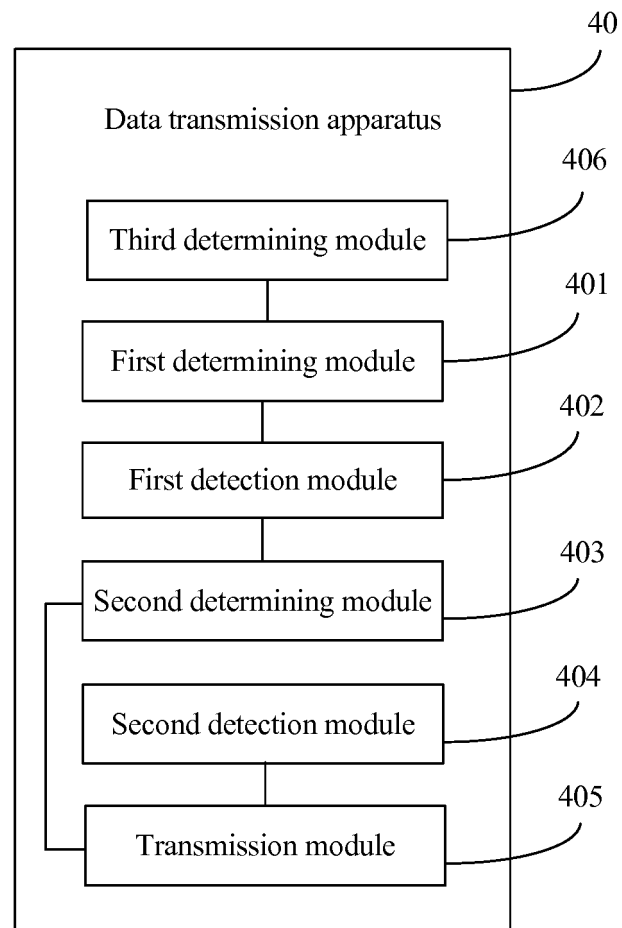 40
Data transmission apparatus
406
Third determining module
401
First determining module
402
First detection module
403
Second determining module
404
Second detection module
405
Transmission module